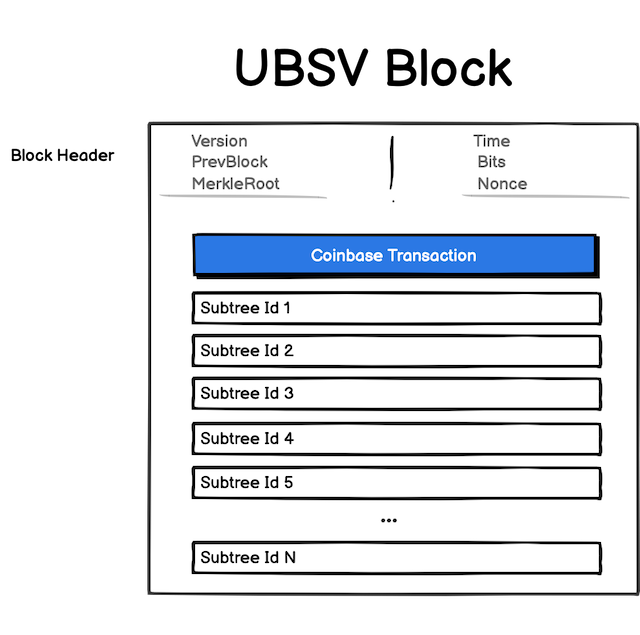 UBSV Block
Block Header
Version
PrevBlock
MerkleRoot
Time
Bits
Nonce
Coinbase Transaction
Subtree Id 1
Subtree Id 2
Subtree Id 3
Subtree Id 4
Subtree Id 5
...
Subtree Id N